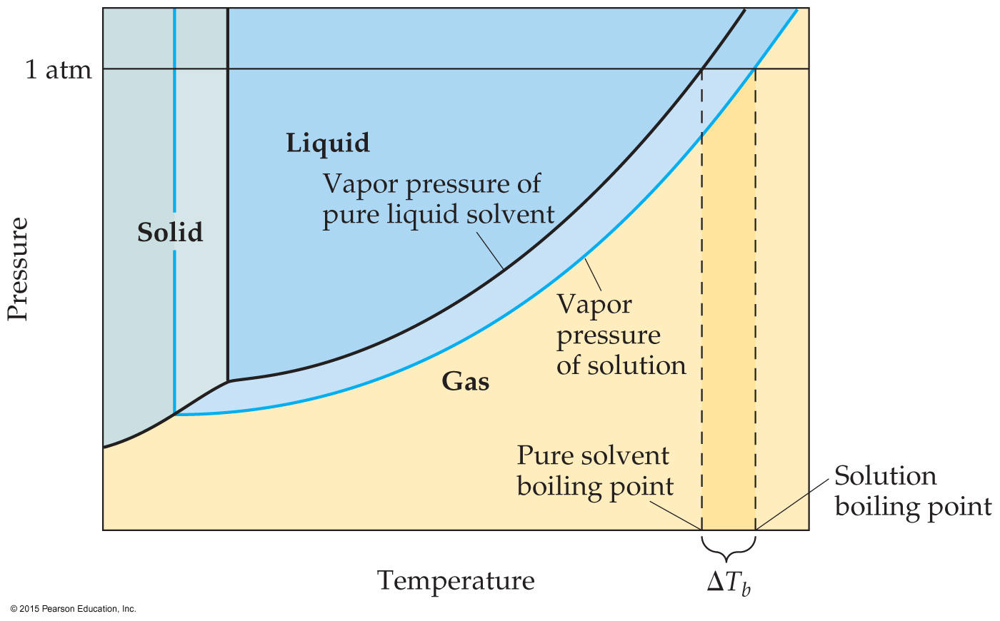 1 atm
Liquid
Vapor pressure of
pure liquid solvent
Solid
Pressure
Vapor
pressure
of solution
Gas
Pure solvent
boiling point
Solution
boiling point
Temperature
ΔTb
© 2015 Pearson Education, Inc.